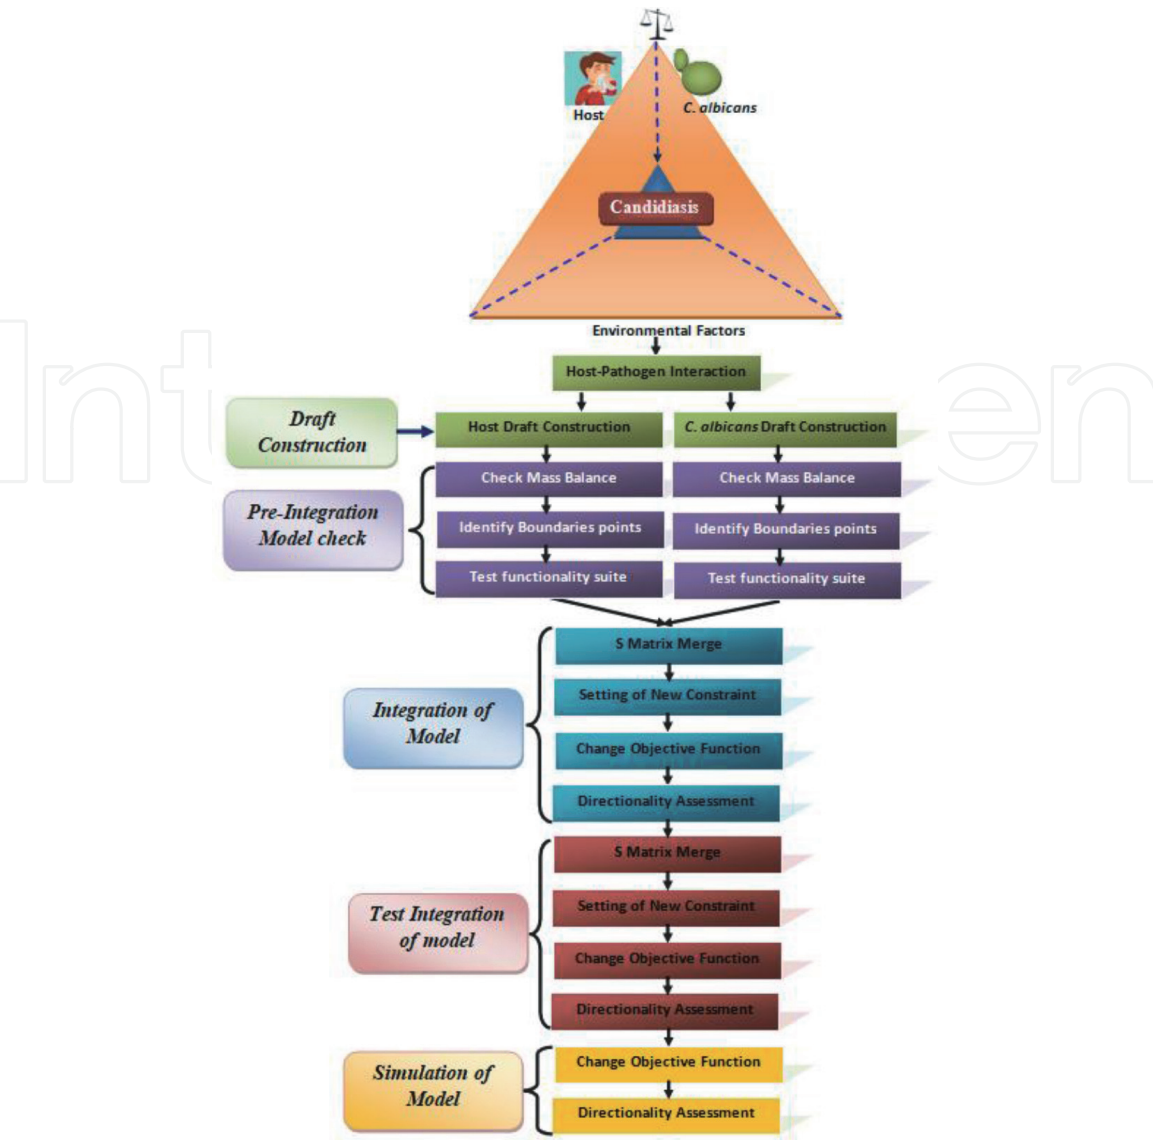 Host
C. albicans
Candidiasis
Environmental Factors
Host-Pathogen Interaction
Draft
Construction
Host Draft Construction
C. albicans Draft Construction
Pre-Integration
Model check
Check Mass Balance
Check Mass Balance
Identify Boundaries points
Identify Boundaries points
Test functionality suite
Test functionality suite
Integration of
Model
S Matrix Merge
Setting of New Constraint
Change Objective Function
Directionality Assessment
Test Integration
of model
S Matrix Merge
Setting of New Constraint
Change Objective Function
Directionality Assessment
Simulation of
Model
Change Objective Function
Directionality Assessment
Inten